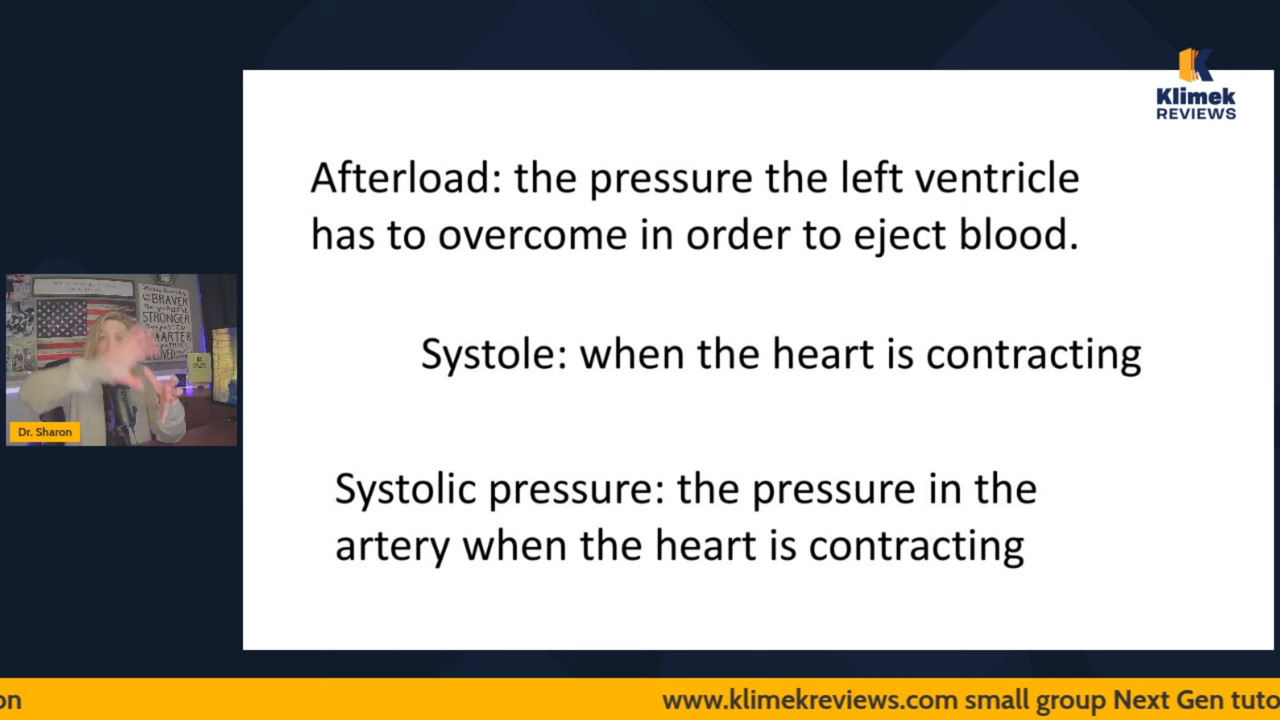 Klimek
REVIEWS
Afterload: the pressure the left ventricle
has to overcome in order to eject blood.
Systole: when the heart is contracting
Systolic pressure: the pressure in the
artery when the heart is contracting
BRAVER
STRONGER
Dr. Sharon
on
www.klimekreviews.com small group Next Gen tuto